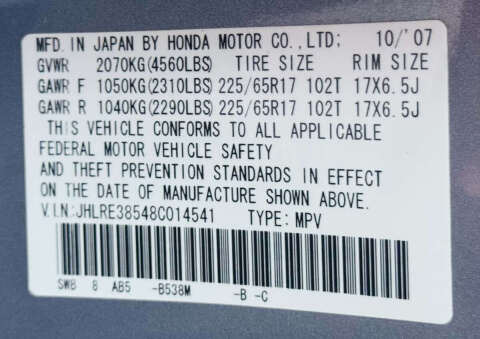 MFD. IN JAPAN BY HONDA MOTOR CO., LTD; 10/'07
GVWR 2070KG(4560LBS) TIRE SIZE RIM SIZE
GAWR F 1050KG(2310LBS) 225/65R17 102T 17X6.5J
GAWR R 1040KG(2290LBS) 225/65R17 102T 17X6.5J
THIS VEHICLE CONFORMS TO ALL APPLICABLE
FEDERAL MOTOR VEHICLE SAFETY
AND THEFT PREVENTION STANDARDS IN EFFECT
ON THE DATE OF MANUFACTURE SHOWN ABOVE.
V.I.N:JHLRE38548C014541 TYPE: MPV
SWB 8 AB5 -B538M -B -C